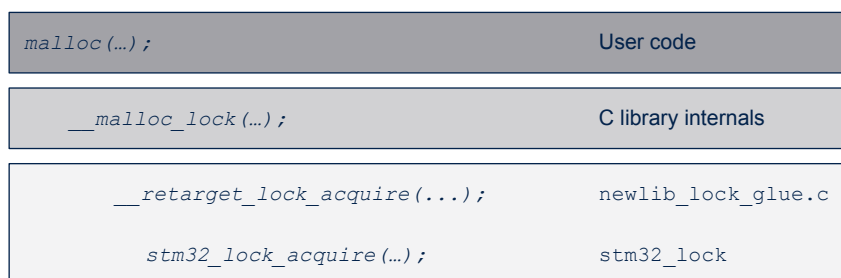 malloc(…); User code
__malloc_lock(…); C library internals
__retarget_lock_acquire(...); newlib_lock_glue.c
stm32_lock_acquire(…); stm32_lock